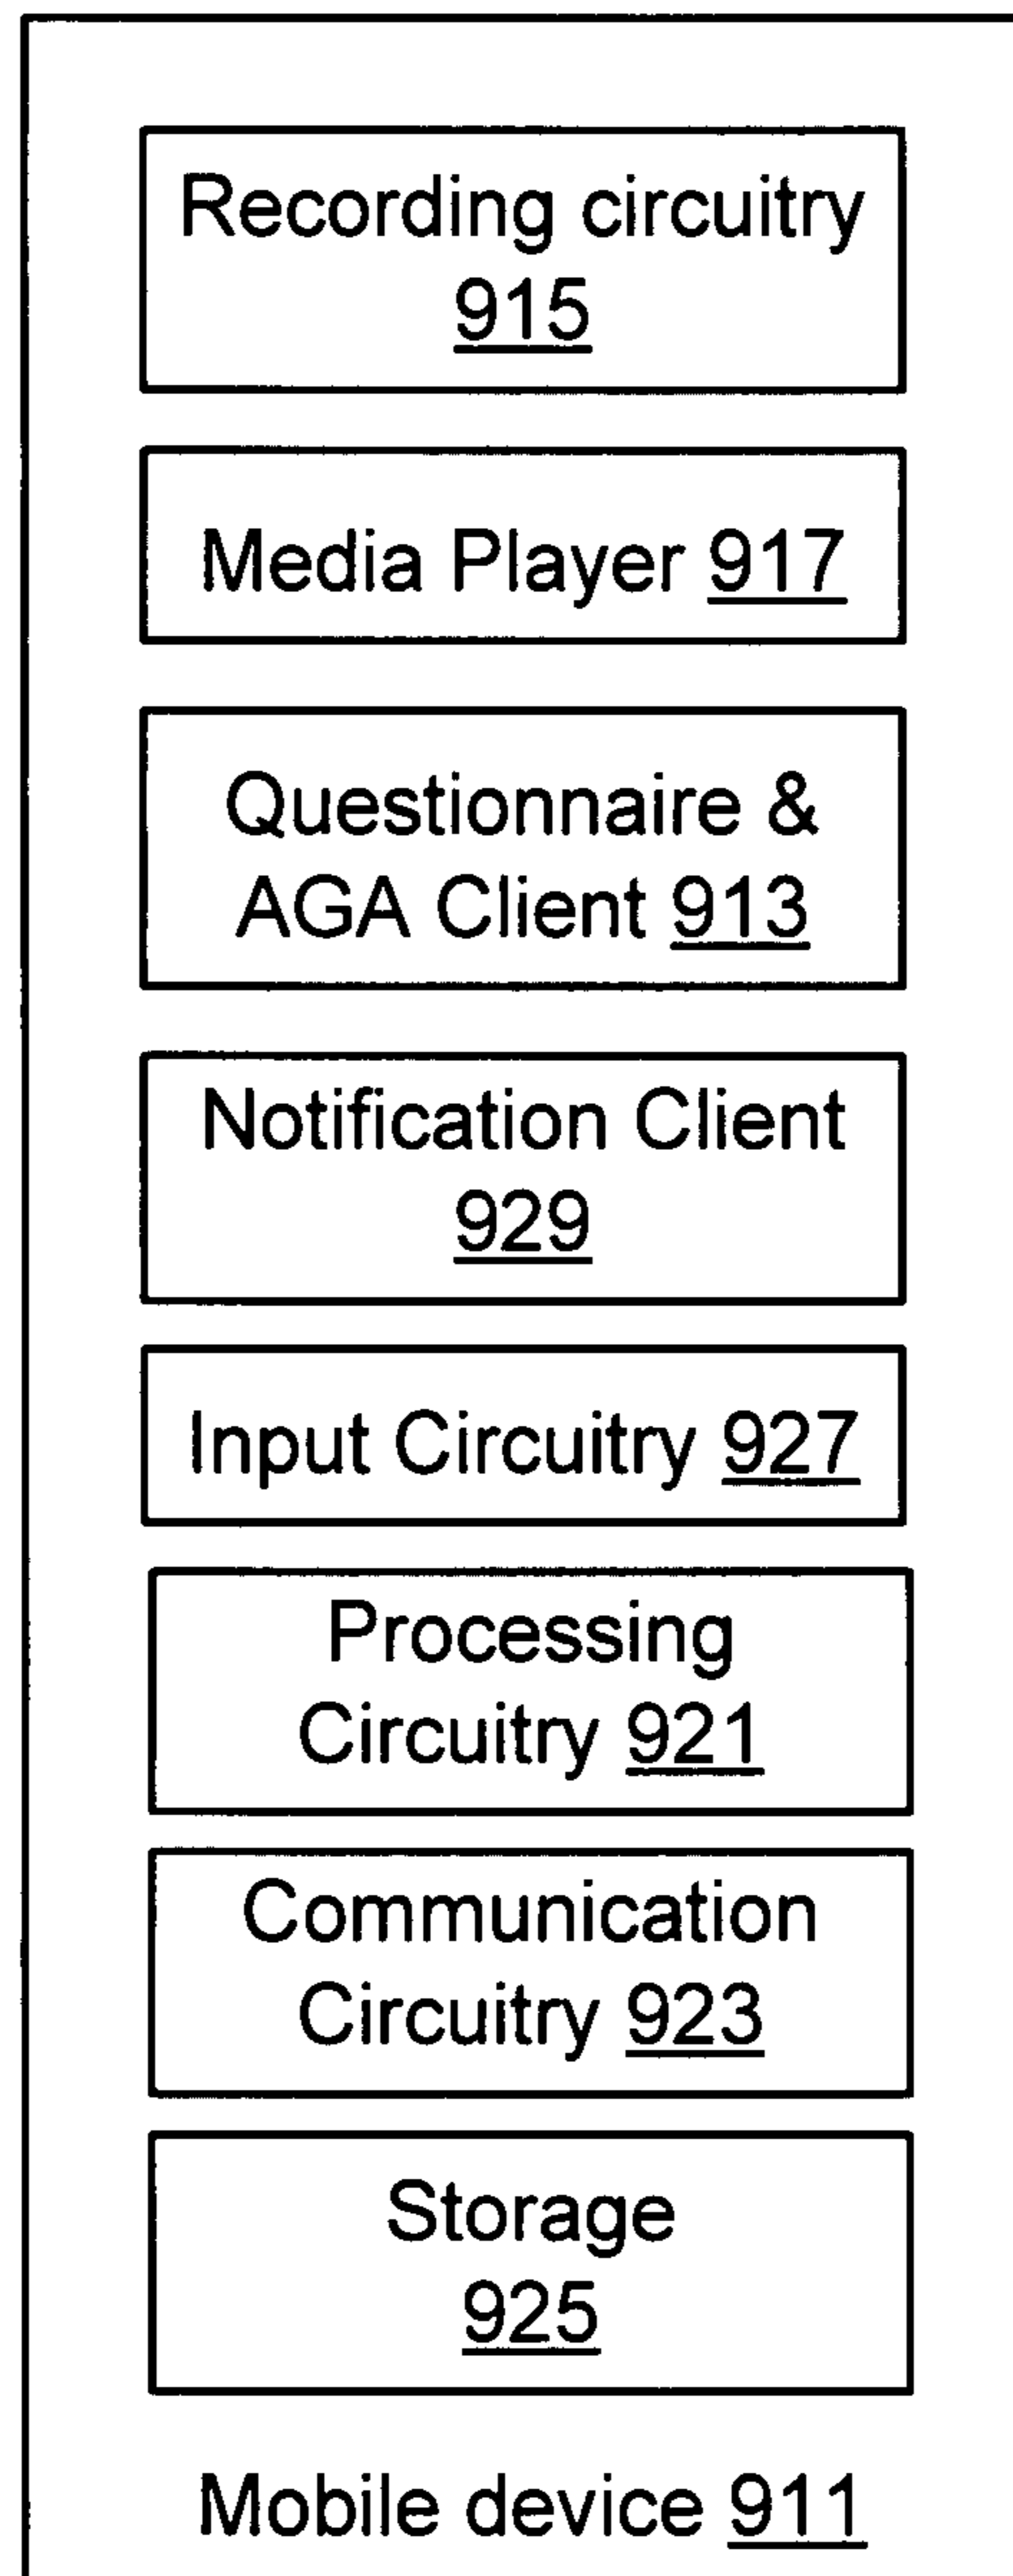 Recording circuitry
915
Media Player 917
Questionnaire &
AGA Client 913
Notification Client
929
Input Circuitry 927
Processing
Circuitry 921
Communication
Circuitry 923
Storage
925
Mobile device 911